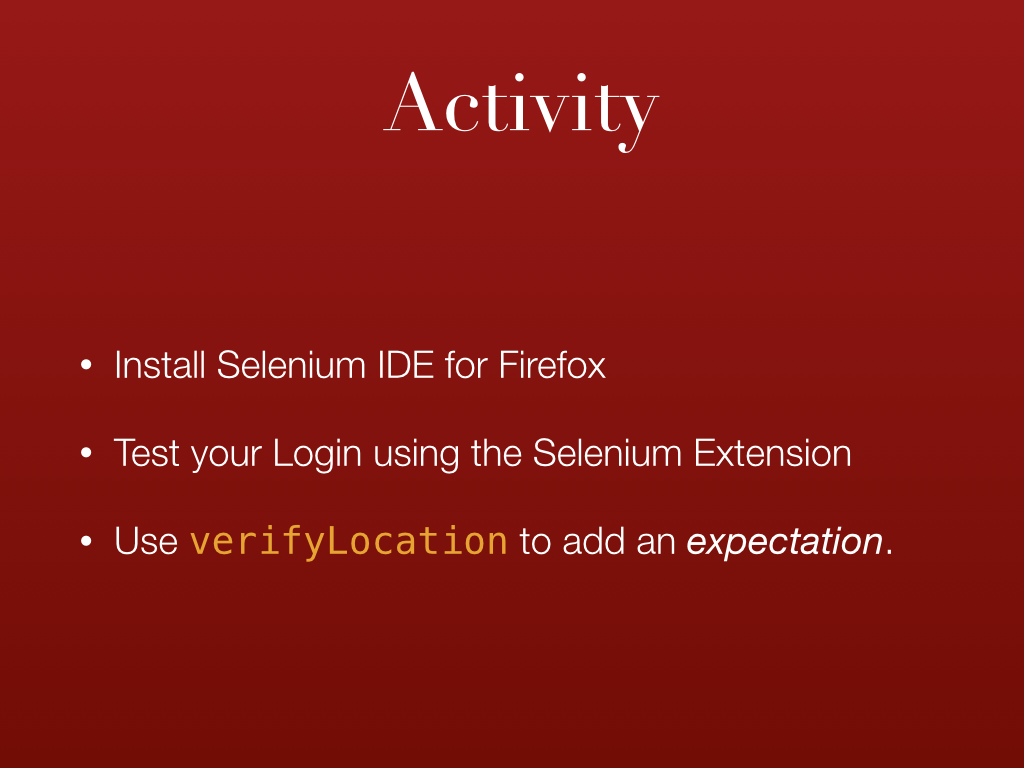 Activity
• Install Selenium IDE for Firefox
• Test your Login using the Selenium Extension
• Use verifyLocation to add an expectation.